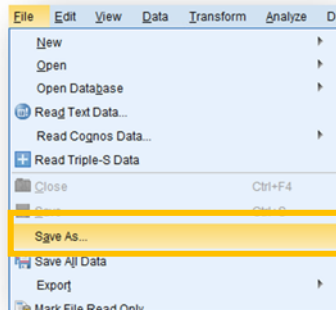 File Edit View Data Transform Analyze D
New
Open
Open Database
Read Text Data...
Read Cognos Data...
Read Triple-S Data
Close Ctrl+F4
Save As...
Save All Data
Export
Mark File Read Only